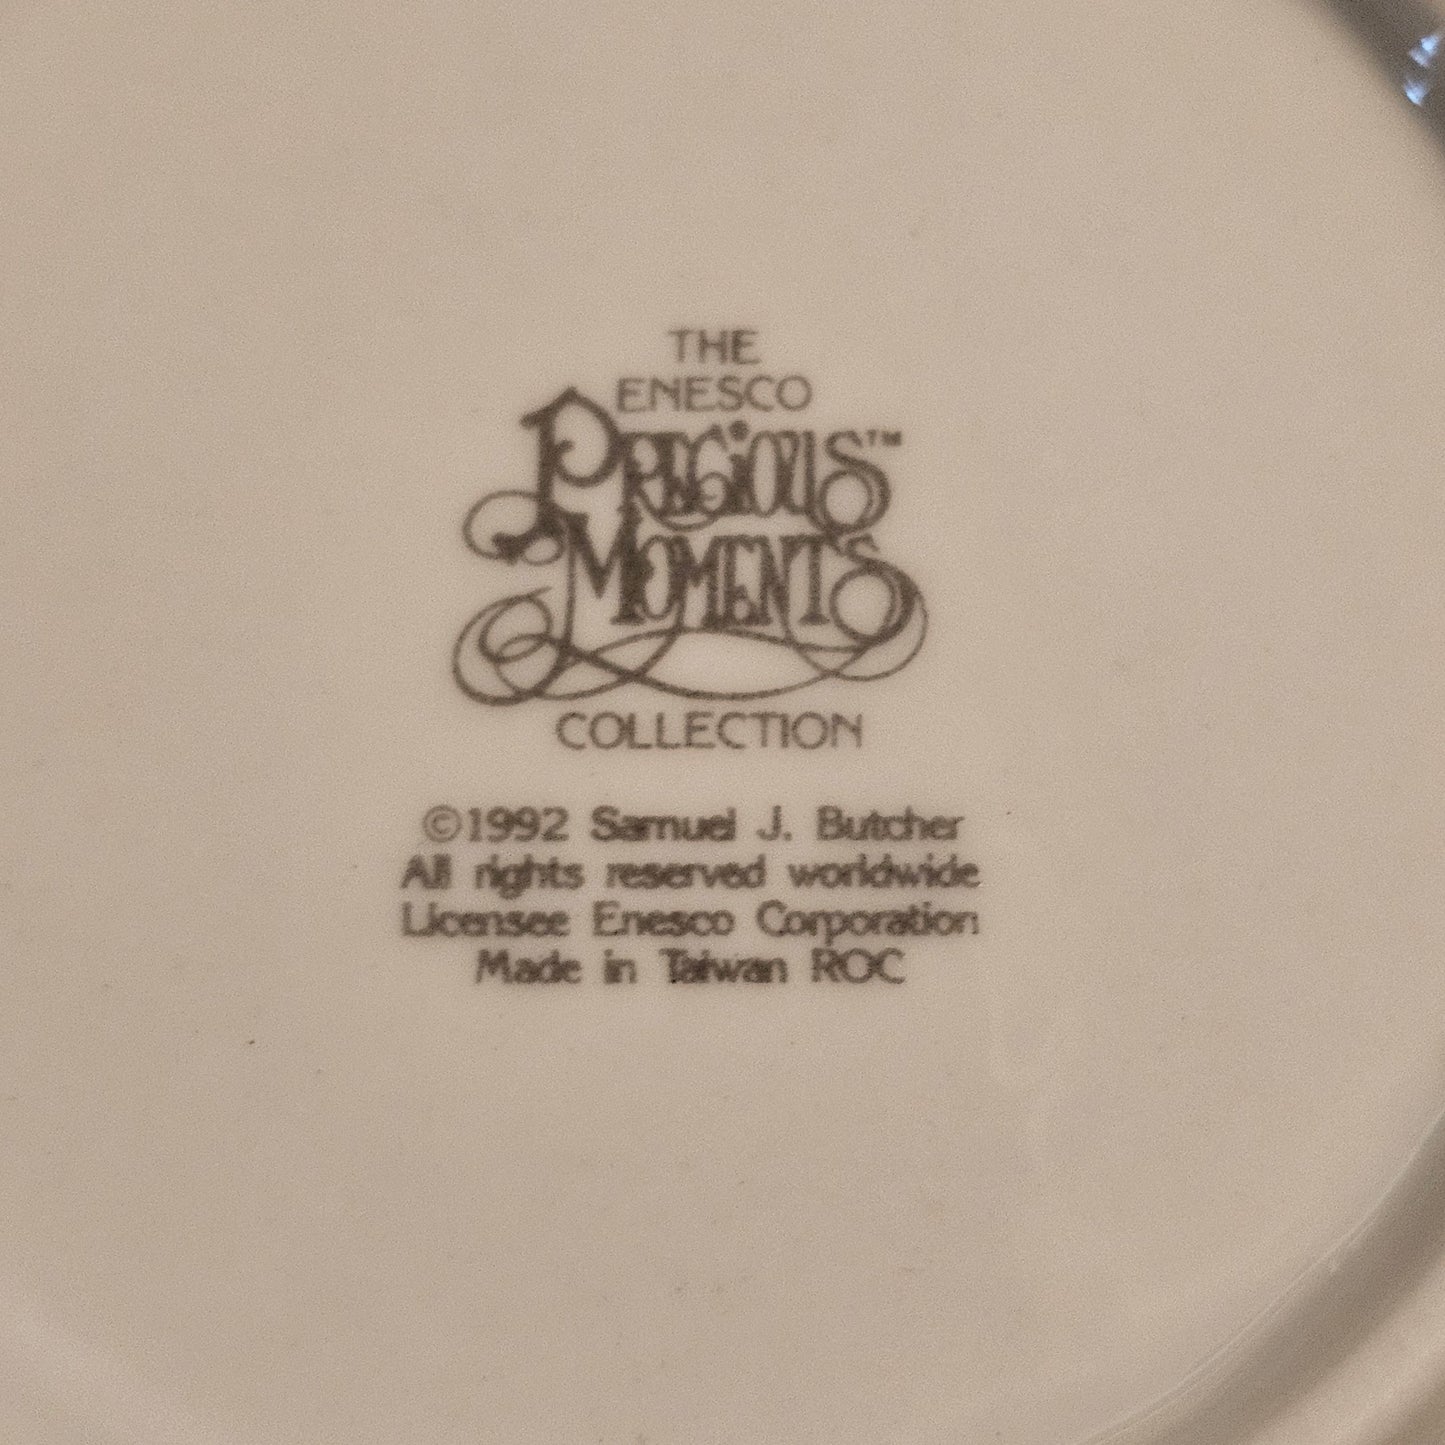 THE
ENESCO
PRECIOUS™
MOMENTS
COLLECTION
©1992 Samuel J. Butcher
All rights reserved worldwide
Licensee Enesco Corporation
Made in Taiwan ROC